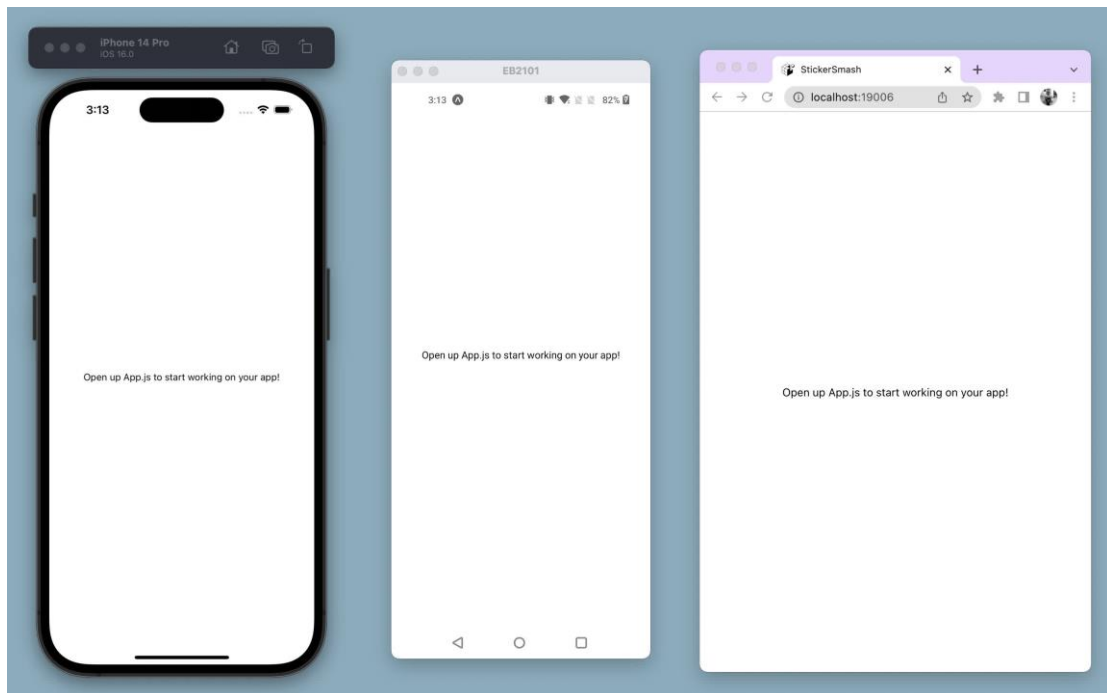 iPhone 14 Pro
iOS 16.0
3:13
Open up App.js to start working on your app!
EB2101
3:13
82%
Open up App.js to start working on your app!
StickerSmash
localhost:19006
Open up App.js to start working on your app!